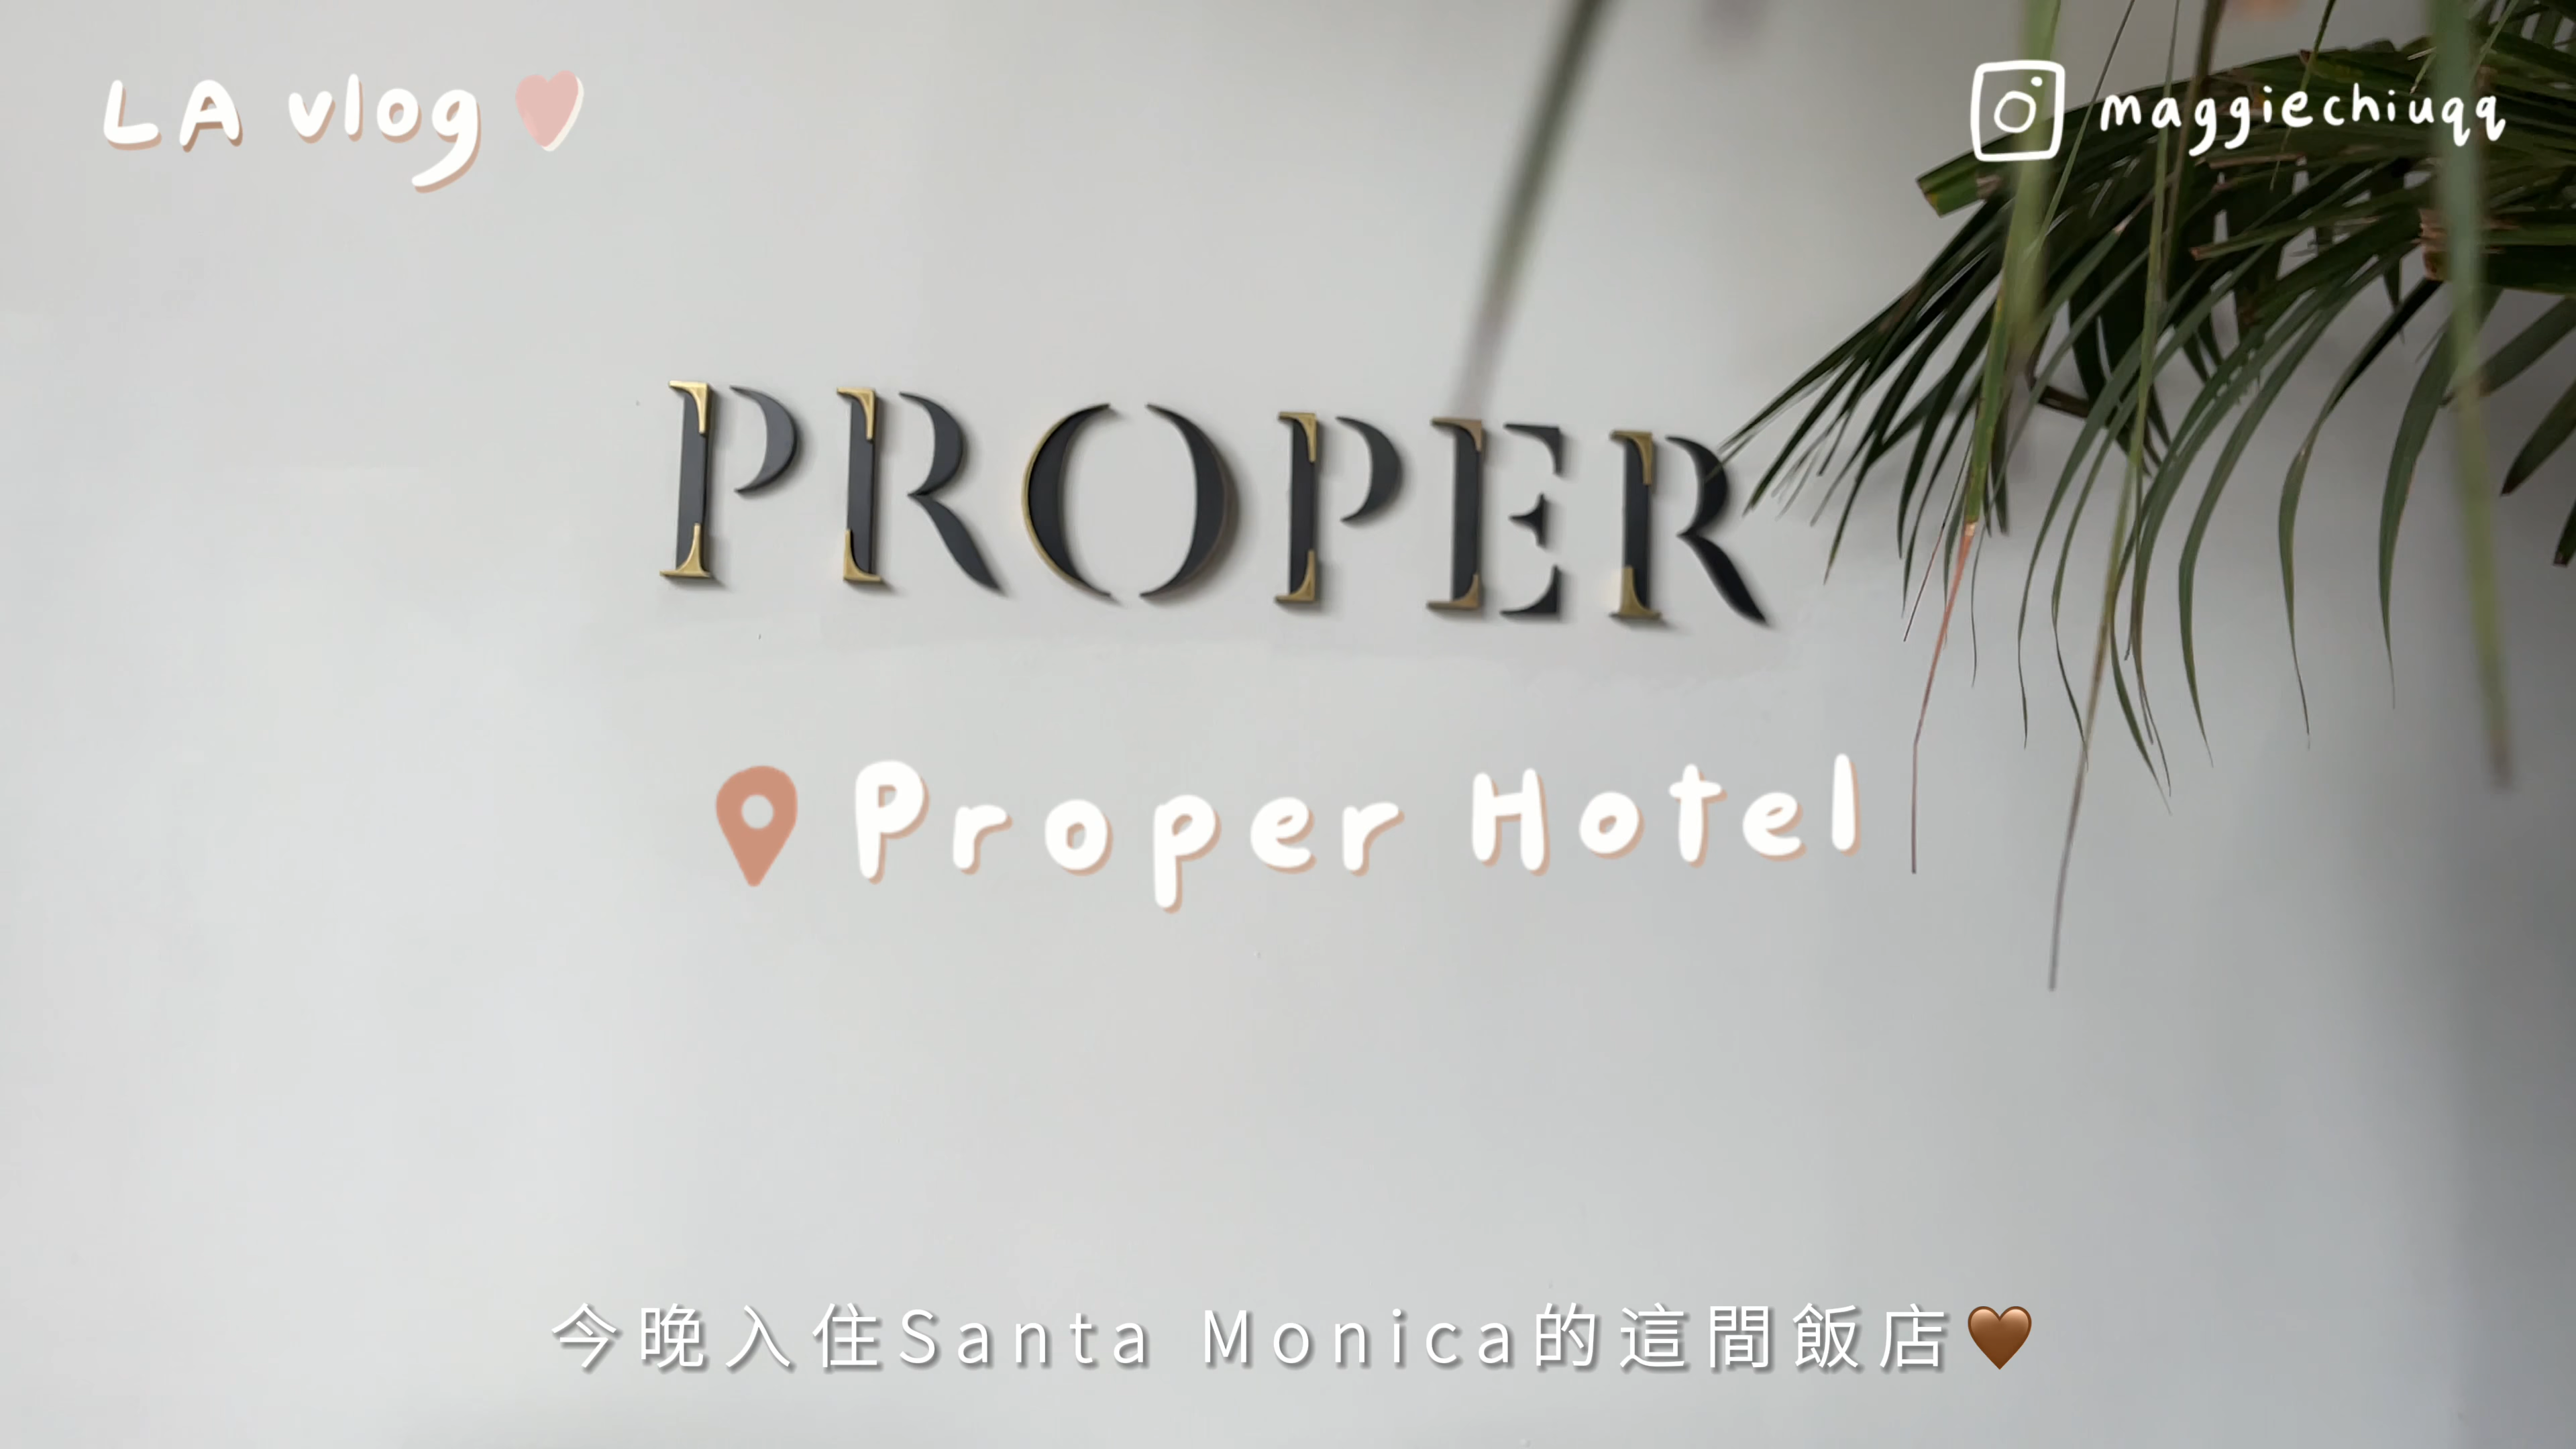 LA vlog
maggiechiuqq
PROPER
Proper Hotel
今晚入住Santa Monica的這間飯店🤎